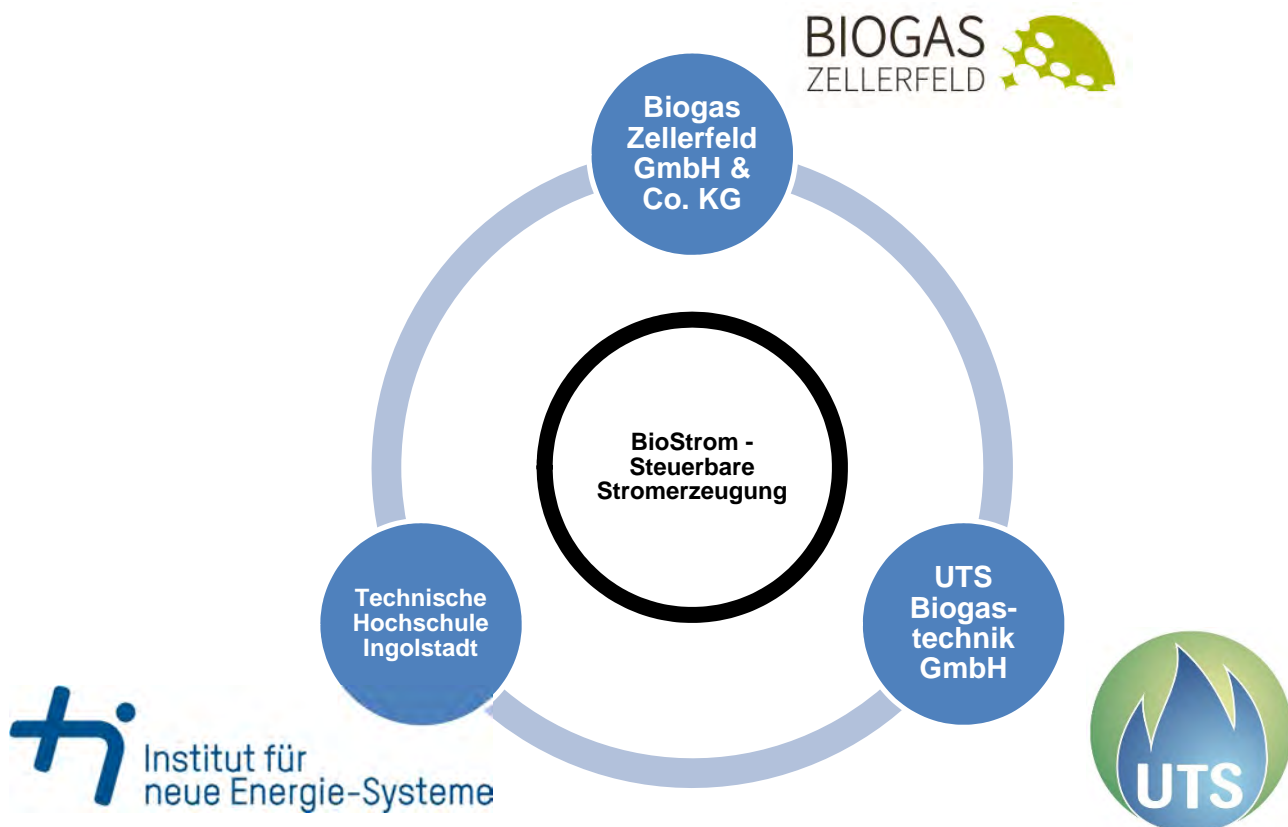 BIOGAS
ZELLERFELD
Biogas
Zellerfeld
GmbH &
Co. KG
BioStrom -
Steuerbare
Stromerzeugung
Technische
Hochschule
Ingolstadt
UTS
Biogas-
technik
GmbH
thi
Institut für
neue Energie-Systeme
UTS